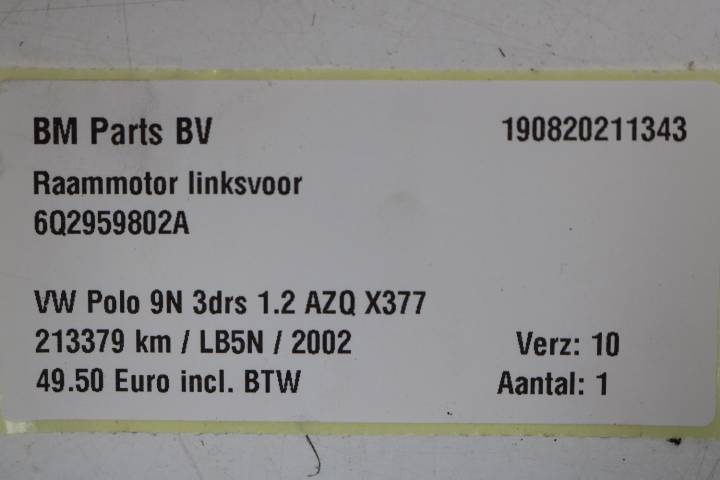 BM Parts BV 190820211343
Raammotor linksvoor
6Q2959802A
VW Polo 9N 3drs 1.2 AZQ X377
213379 km / LB5N / 2002 Verz: 10
49.50 Euro incl. BTW Aantal: 1